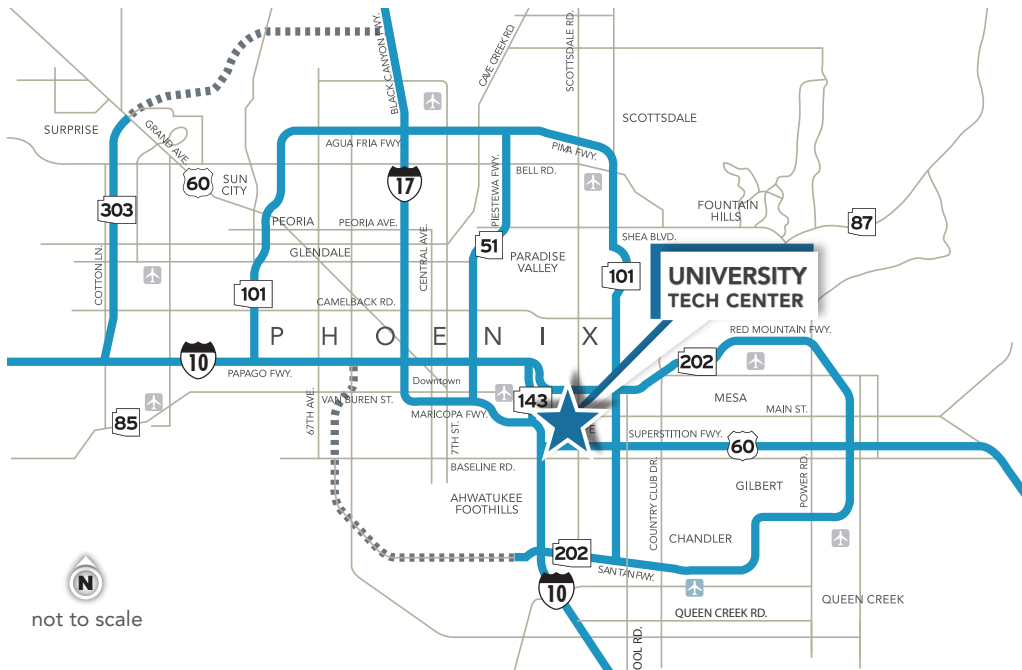 BLACK CANYON FWY.
CAVE CREEK RD.
SCOTTSDALE RD.
SURPRISE
GRAND AVE.
SCOTTSDALE
AGUA FRIA FWY.
PIMA FWY.
60
SUN
CITY
17
PIESTEWA FWY.
BELL RD.
303
PEORIA
PEORIA AVE.
FOUNTAIN
HILLS
87
GLENDALE
CENTRAL AVE.
51
PARADISE
VALLEY
SHEA BLVD.
COTTON LN.
101
101
UNIVERSITY
TECH CENTER
CAMELBACK RD.
PHOENIX
RED MOUNTAIN FWY.
10
PAPAGO FWY.
202
Downtown
67TH AVE.
VAN BUREN ST.
143
MESA
85
MARICOPA FWY.
MAIN ST.
7TH ST.
E
SUPERSTITION FWY.
60
BASELINE RD.
COUNTRY CLUB DR.
POWER RD.
GILBERT
AHWATUKEE
FOOTHILLS
CHANDLER
202
SANTAN FWY.
N
10
not to scale
QUEEN CREEK RD.
QUEEN CREEK
OOL RD.